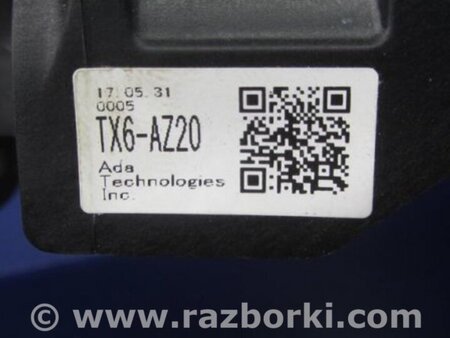 17.05.31
0005
TX6-AZ20
Ada
Technologies
Inc.
© www.razborki.com